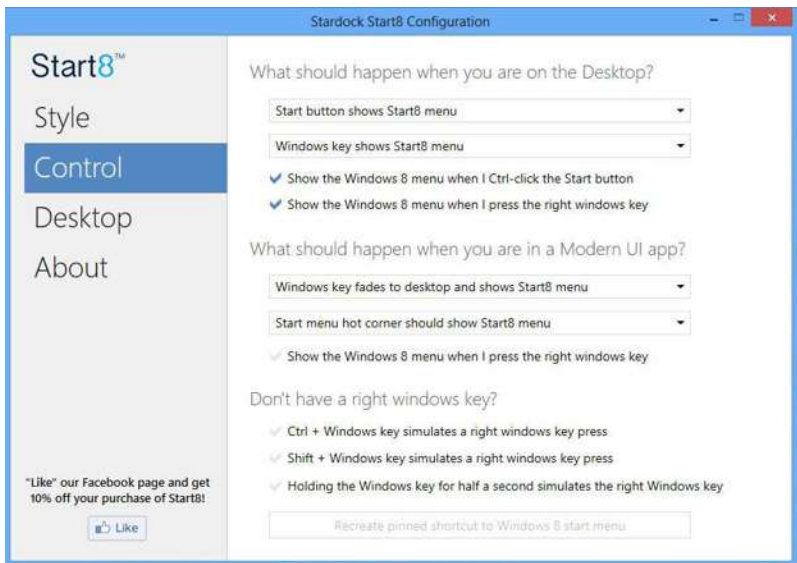 Stardock Start8 Configuration
Start8™
Style
Control
Desktop
About
"Like" our Facebook page and get
10% off your purchase of Start8!
Like
What should happen when you are on the Desktop?
Start button shows Start8 menu
Windows key shows Start8 menu
Show the Windows 8 menu when I Ctrl-click the Start button
Show the Windows 8 menu when I press the right windows key
What should happen when you are in a Modern UI app?
Windows key fades to desktop and shows Start8 menu
Start menu hot corner should show Start8 menu
Show the Windows 8 menu when I press the right windows key
Don't have a right windows key?
Ctrl + Windows key simulates a right windows key press
Shift + Windows key simulates a right windows key press
Holding the Windows key for half a second simulates the right Windows key
Recreate pinned shortcut to Windows 8 start menu